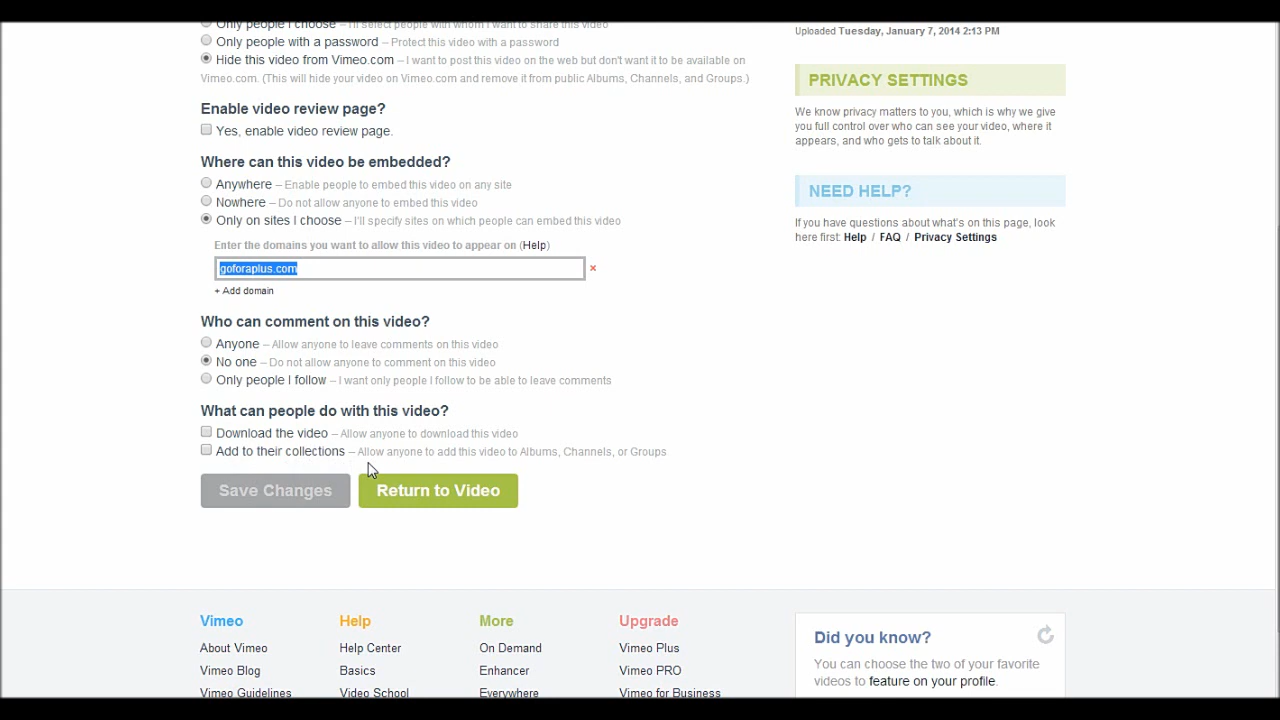 Only people I choose – I'll select people with whom I want to share this video
Only people with a password – Protect this video with a password
Hide this video from Vimeo.com – I want to post this video on the web but don't want it to be available on
Vimeo.com. (This will hide your video on Vimeo.com and remove it from public Albums, Channels, and Groups.)
Enable video review page?
Yes, enable video review page.
Where can this video be embedded?
Anywhere – Enable people to embed this video on any site
Nowhere – Do not allow anyone to embed this video
Only on sites I choose – I'll specify sites on which people can embed this video
Enter the domains you want to allow this video to appear on (Help)
goforaplus.com ×
+ Add domain
Who can comment on this video?
Anyone – Allow anyone to leave comments on this video
No one – Do not allow anyone to comment on this video
Only people I follow – I want only people I follow to be able to leave comments
What can people do with this video?
Download the video – Allow anyone to download this video
Add to their collections – Allow anyone to add this video to Albums, Channels, or Groups
Save Changes Return to Video
Uploaded Tuesday, January 7, 2014 2:13 PM
PRIVACY SETTINGS
We know privacy matters to you, which is why we give
you full control over who can see your video, where it
appears, and who gets to talk about it.
NEED HELP?
If you have questions about what's on this page, look
here first: Help / FAQ / Privacy Settings
Vimeo
About Vimeo
Vimeo Blog
Vimeo Guidelines
Help
Help Center
Basics
Video School
More
On Demand
Enhancer
Everywhere
Upgrade
Vimeo Plus
Vimeo PRO
Vimeo for Business
Did you know?
You can choose the two of your favorite
videos to feature on your profile.